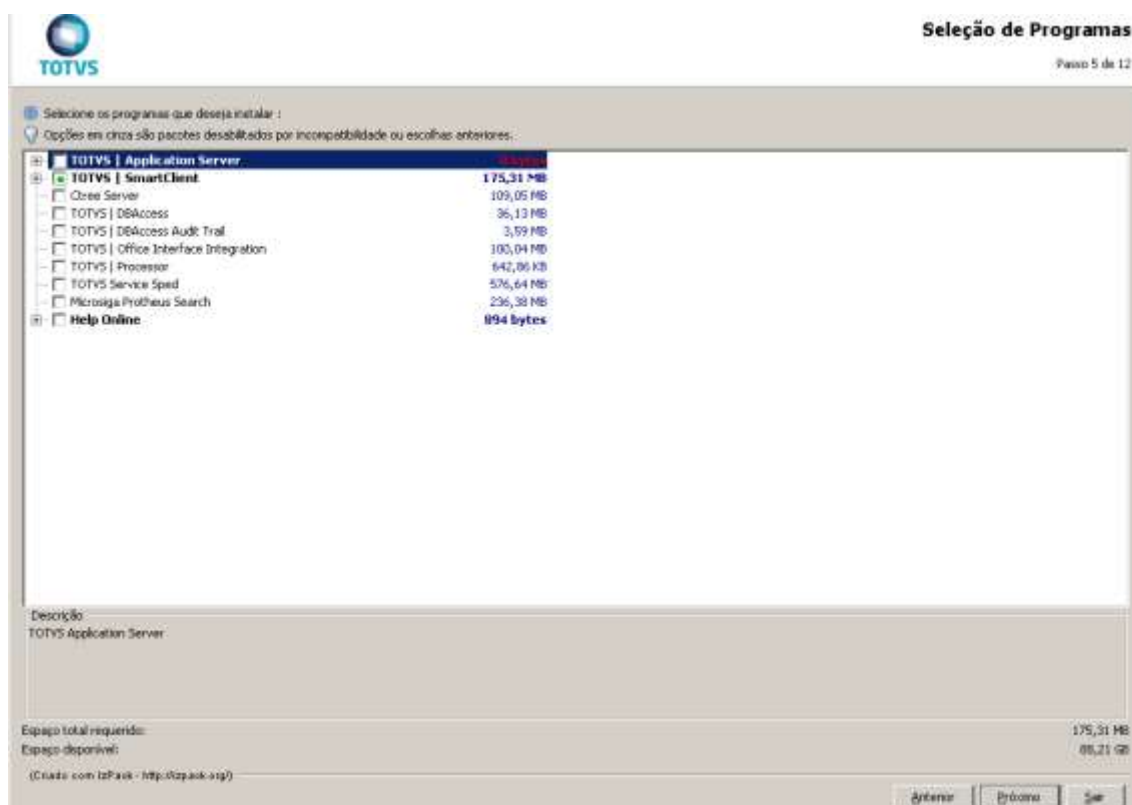 TOTVS
Seleção de Programas
Passo 5 de 12
Selecione os programas que deseja instalar :
Opções em cinza são pacotes desabilitados por incompatibilidade ou escolhas anteriores.
TOTVS | Application Server 0 bytes
TOTVS | SmartClient 175,31 MB
Ctree Server 109,05 MB
TOTVS | DBAccess 36,13 MB
TOTVS | DBAccess Audit Trail 3,59 MB
TOTVS | Office Interface Integration 100,04 MB
TOTVS | Processor 642,86 KB
TOTVS Service Sped 576,64 MB
Microsiga Protheus Search 236,38 MB
Help Online 894 bytes
Descrição
TOTVS Application Server
Espaço total requerido: 175,31 MB
Espaço disponível: 88,21 GB
(Criado com IzPack - http://izpack.org/)
Anterior Próximo Sair